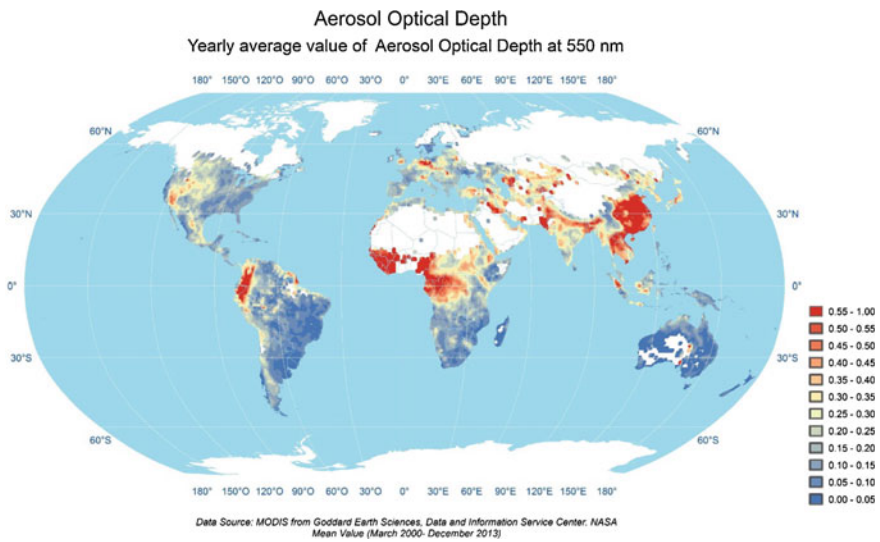 Aerosol Optical Depth
Yearly average value of Aerosol Optical Depth at 550 nm
180° 150°O 120°O 90°O 60°O 30°O 0° 30°E 60°E 90°E 120°E 150°E 180°
60°N 60°N
30°N 30°N
0° 0°
30°S 30°S
60°S 60°S
180° 150°O 120°O 90°O 60°O 30°O 0° 30°E 60°E 90°E 120°E 150°E 180°
0.55 - 1.00
0.50 - 0.55
0.45 - 0.50
0.40 - 0.45
0.35 - 0.40
0.30 - 0.35
0.25 - 0.30
0.20 - 0.25
0.15 - 0.20
0.10 - 0.15
0.05 - 0.10
0.00 - 0.05
Data Source: MODIS from Goddard Earth Sciences, Data and Information Service Center, NASA
Mean Value (March 2000- December 2013)